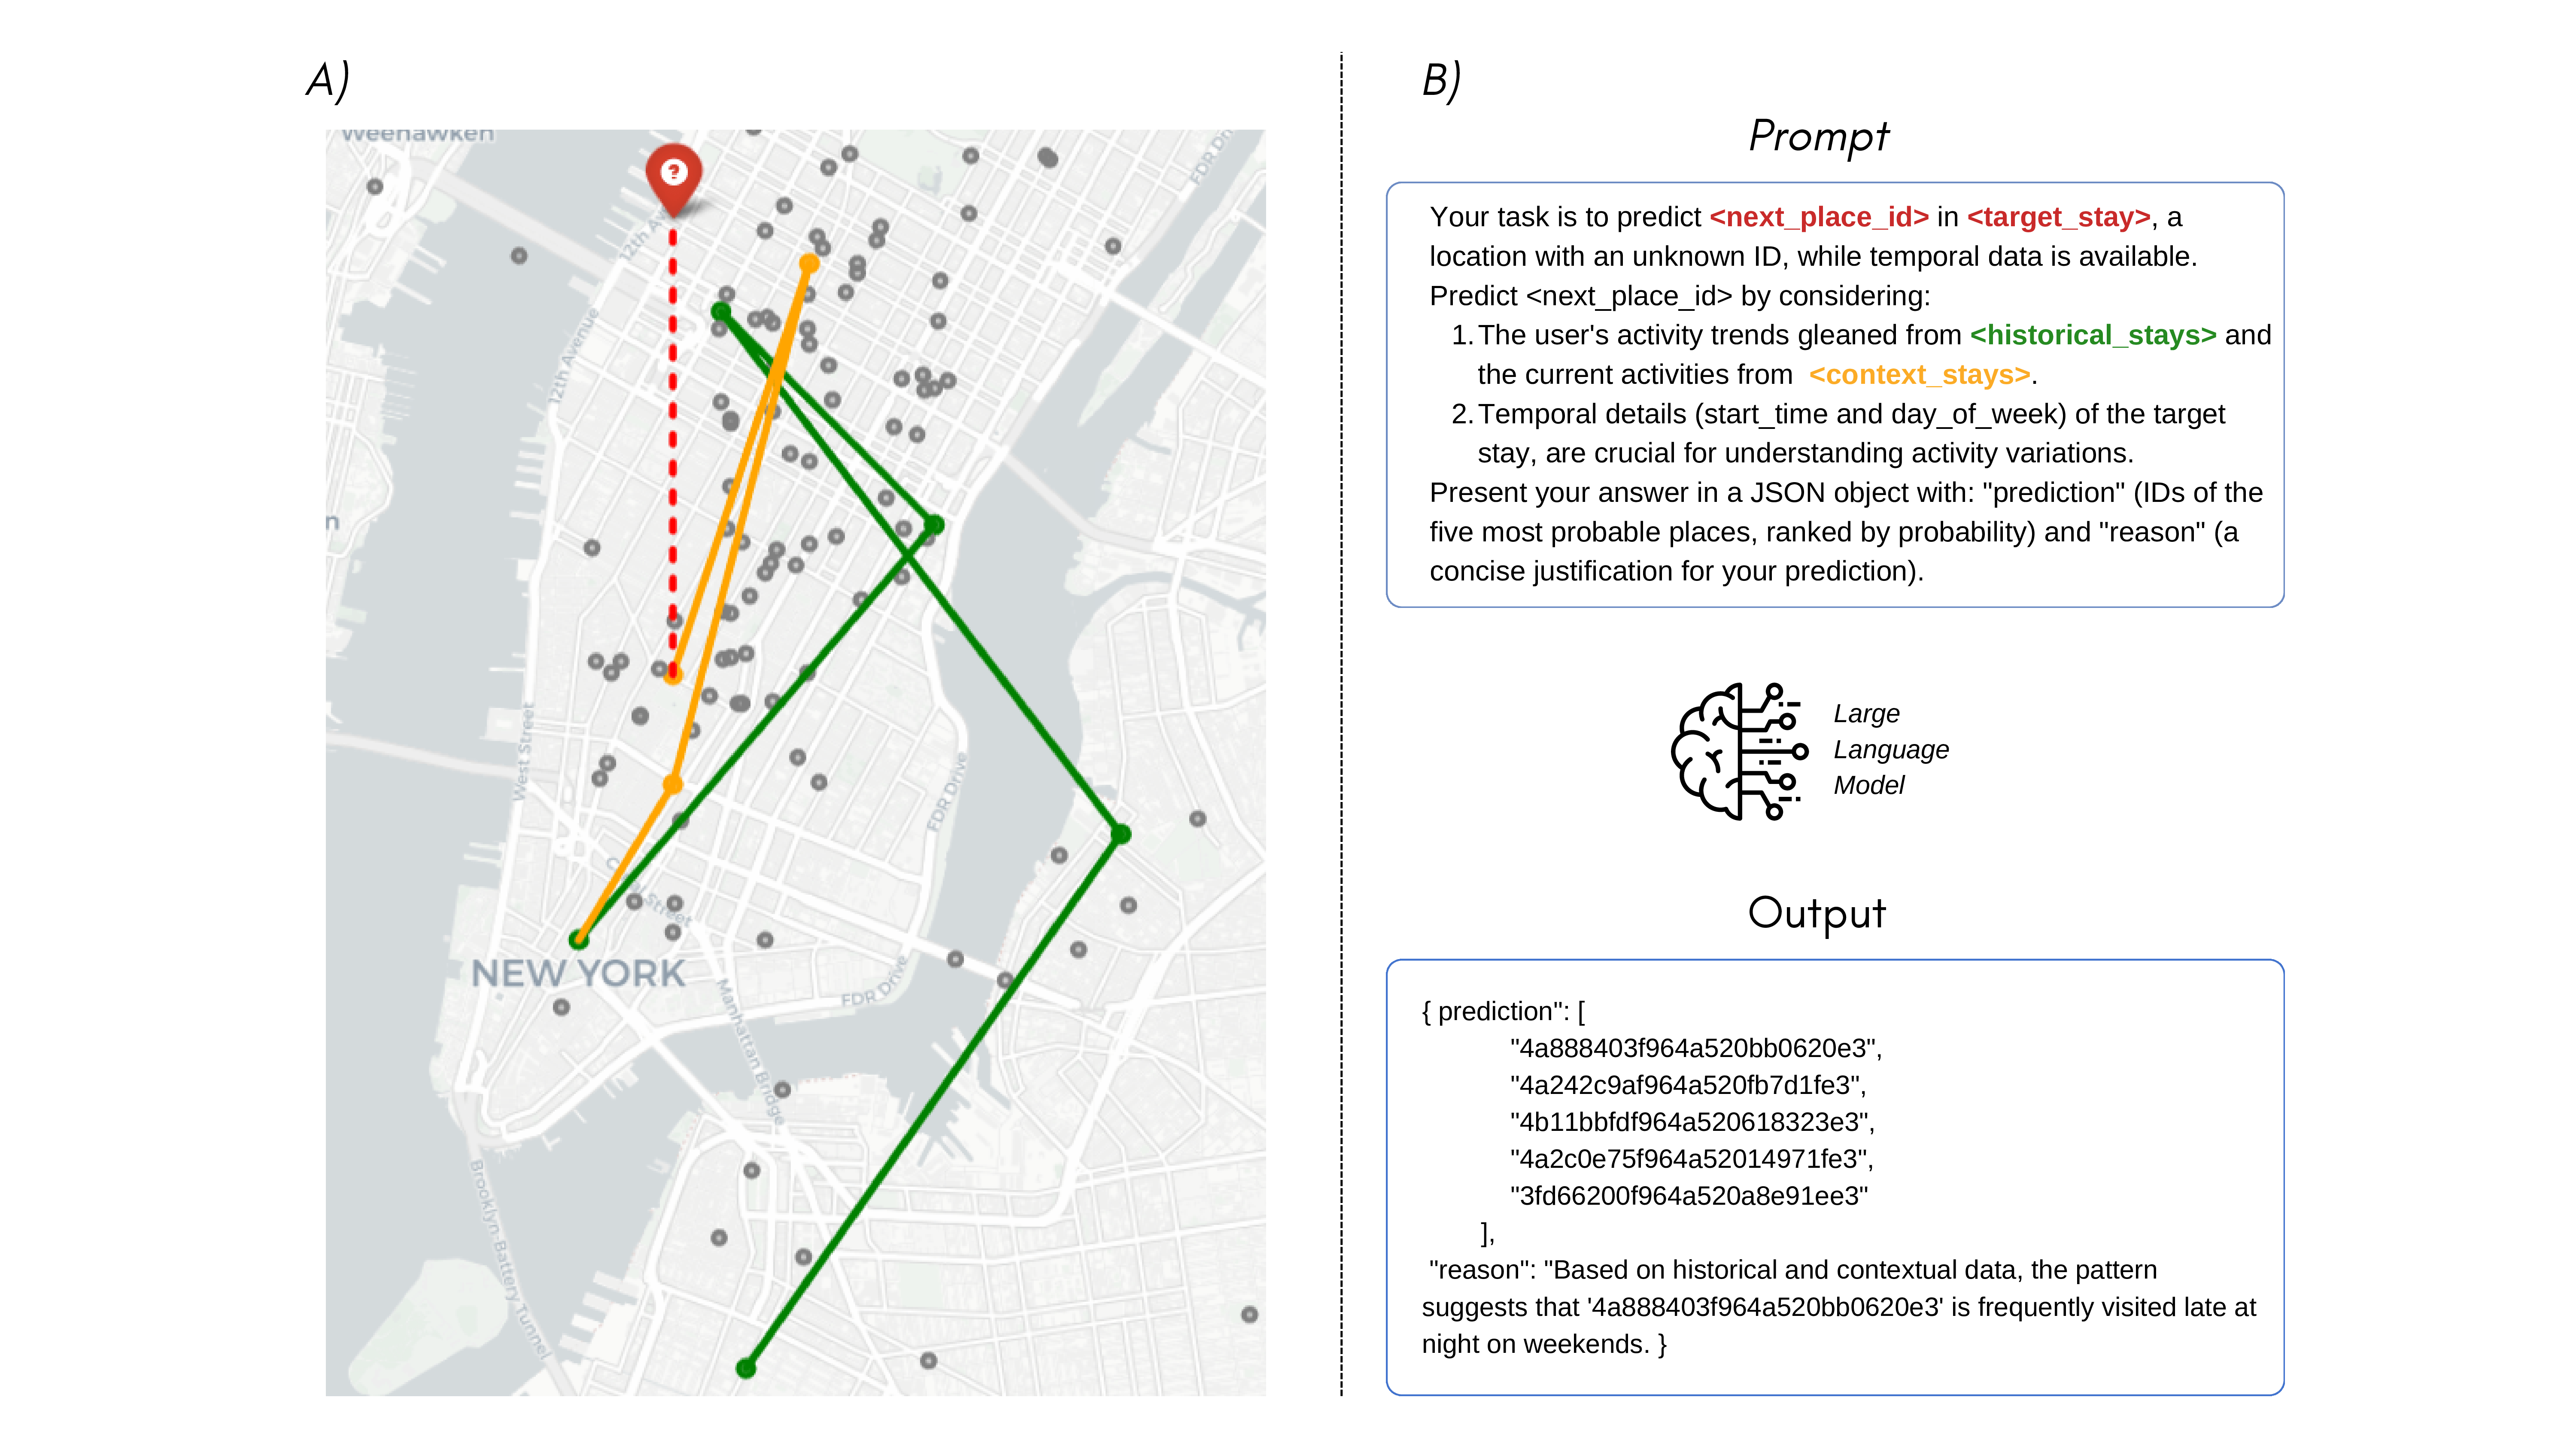 A)
Weehawken
?
12th Av
FDR Dr
12th Avenue
n
West Street
FDR Drive
Street
NEW YORK
FDR Drive
Manhattan Bridge
Brooklyn-Battery Tunnel
B)
Prompt
Your task is to predict <next_place_id> in <target_stay>, a
location with an unknown ID, while temporal data is available.
Predict <next_place_id> by considering:
1. The user's activity trends gleaned from <historical_stays> and
the current activities from <context_stays>.
2. Temporal details (start_time and day_of_week) of the target
stay, are crucial for understanding activity variations.
Present your answer in a JSON object with: "prediction" (IDs of the
five most probable places, ranked by probability) and "reason" (a
concise justification for your prediction).
Large
Language
Model
Output
{ prediction": [
"4a888403f964a520bb0620e3",
"4a242c9af964a520fb7d1fe3",
"4b11bbfdf964a520618323e3",
"4a2c0e75f964a52014971fe3",
"3fd66200f964a520a8e91ee3"
],
"reason": "Based on historical and contextual data, the pattern
suggests that '4a888403f964a520bb0620e3' is frequently visited late at
night on weekends. }